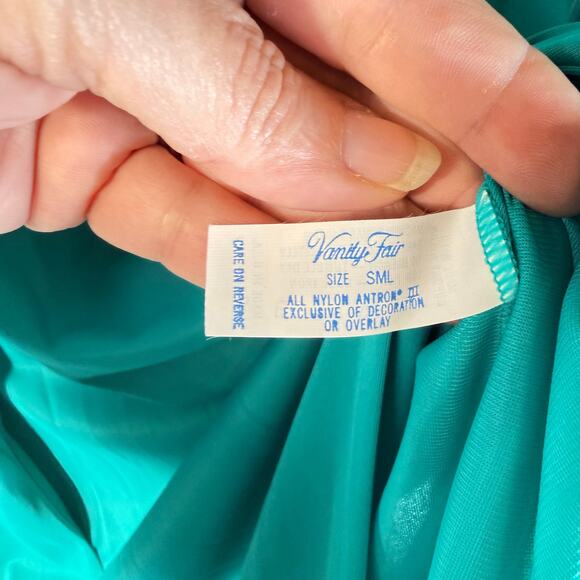 Vanity Fair
SIZE SML
ALL NYLON ANTRON® III
EXCLUSIVE OF DECORATION
OR OVERLAY
CARE ON REVERSE